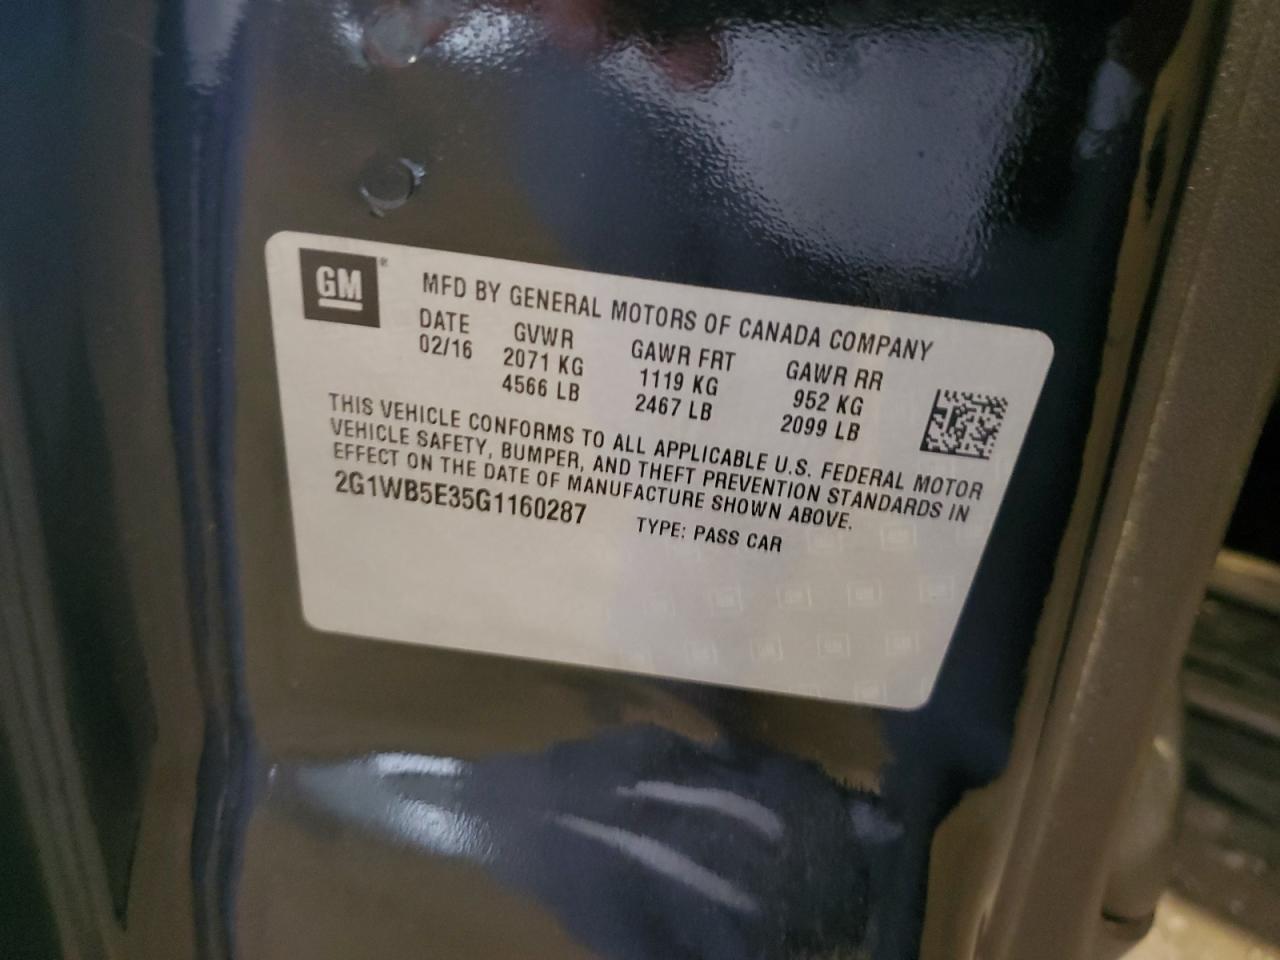 GM®
MFD BY GENERAL MOTORS OF CANADA COMPANY
DATE GVWR GAWR FRT GAWR RR
02/16 2071 KG 1119 KG 952 KG
4566 LB 2467 LB 2099 LB
THIS VEHICLE CONFORMS TO ALL APPLICABLE U.S. FEDERAL MOTOR
VEHICLE SAFETY, BUMPER, AND THEFT PREVENTION STANDARDS IN
EFFECT ON THE DATE OF MANUFACTURE SHOWN ABOVE.
2G1WB5E35G1160287 TYPE: PASS CAR